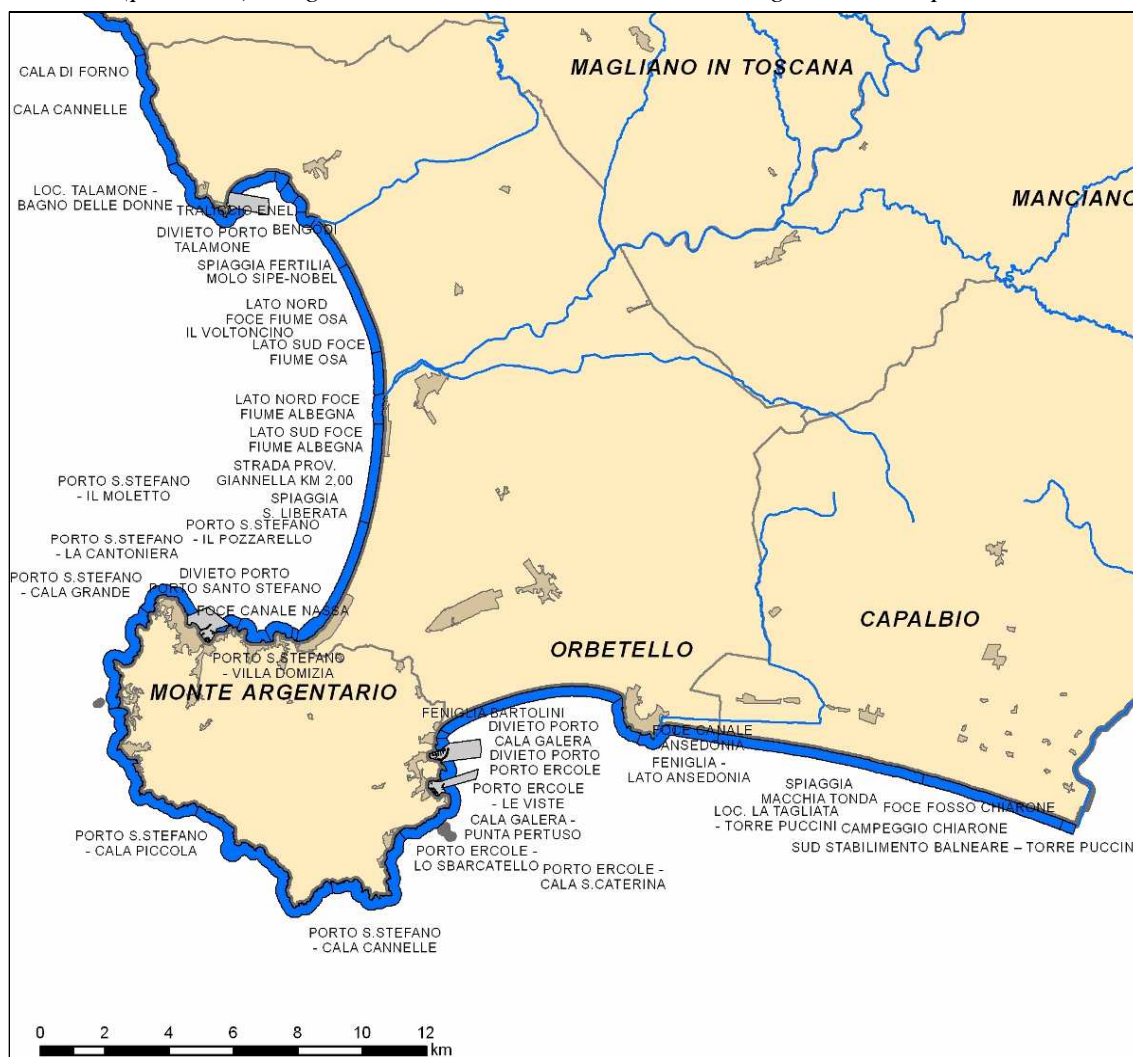 CALA DI FORNO
CALA CANNELLE
MAGLIANO IN TOSCANA
MANCIANO
LOC. TALAMONE -
BAGNO DELLE DONNE
TRALICCIO ENEL
BENGODI
DIVIETO PORTO
TALAMONE
SPIAGGIA FERTILIA
MOLO SIPE-NOBEL
LATO NORD
FOCE FIUME OSA
IL VOLTONCINO
LATO SUD FOCE
FIUME OSA
LATO NORD FOCE
FIUME ALBEGNA
LATO SUD FOCE
FIUME ALBEGNA
STRADA PROV.
GIANNELLA KM 2,00
PORTO S.STEFANO
- IL MOLETTO
SPIAGGIA
S. LIBERATA
PORTO S.STEFANO
- IL POZZARELLO
PORTO S.STEFANO
- LA CANTONIERA
PORTO S.STEFANO
- CALA GRANDE
DIVIETO PORTO
PORTO SANTO STEFANO
FOCE CANALE NASSA
PORTO S.STEFANO
- VILLA DOMIZIA
MONTE ARGENTARIO
ORBETELLO
CAPALBIO
FENIGLIA BARTOLINI
DIVIETO PORTO
CALA GALERA
DIVIETO PORTO
PORTO ERCOLE
PORTO ERCOLE
- LE VISTE
CALA GALERA -
PUNTA PERTUSO
PORTO ERCOLE -
LO SBARCATELLO
PORTO ERCOLE -
CALA S.CATERINA
FOCE CANALE
ANSEDONIA
FENIGLIA -
LATO ANSEDONIA
SPIAGGIA
MACCHIA TONDA
LOC. LA TAGLIATA
- TORRE PUCCINI
FOCE FOSSO CHIARONE
CAMPEGGIO CHIARONE
SUD STABILIMENTO BALNEARE – TORRE PUCCIN
PORTO S.STEFANO
- CALA PICCOLA
PORTO S.STEFANO
- CALA CANNELLE
0 2 4 6 8 10 12
km